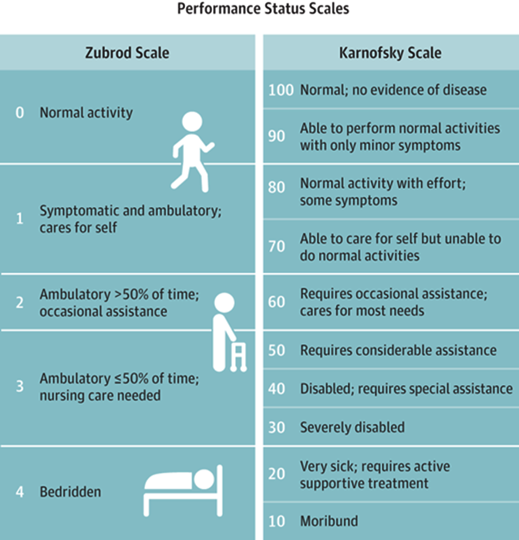 Performance Status Scales
Zubrod Scale
0 Normal activity
1 Symptomatic and ambulatory;
cares for self
2 Ambulatory >50% of time;
occasional assistance
3 Ambulatory ≤50% of time;
nursing care needed
4 Bedridden
Karnofsky Scale
100 Normal; no evidence of disease
90 Able to perform normal activities
with only minor symptoms
80 Normal activity with effort;
some symptoms
70 Able to care for self but unable to
do normal activities
60 Requires occasional assistance;
cares for most needs
50 Requires considerable assistance
40 Disabled; requires special assistance
30 Severely disabled
20 Very sick; requires active
supportive treatment
10 Moribund